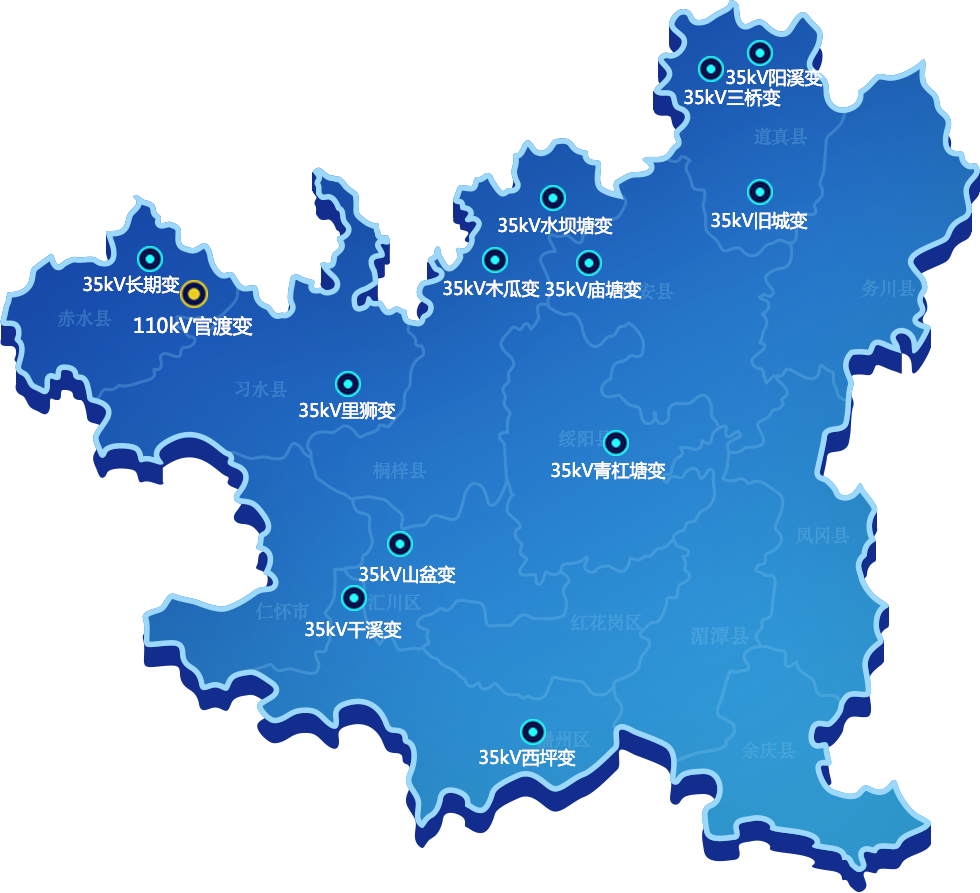 35kV阳溪变
35kV三桥变
道真县
35kV旧城变
35kV水坝塘变
35kV长期变
35kV木瓜变
35kV庙塘变
安县
务川县
赤水县
110kV官渡变
习水县
35kV里狮变
绥阳县
35kV青杠塘变
桐梓县
凤冈县
35kV山盆变
汇川区
仁怀市
35kV干溪变
红花岗区
湄潭县
播州区
35kV西坪变
余庆县